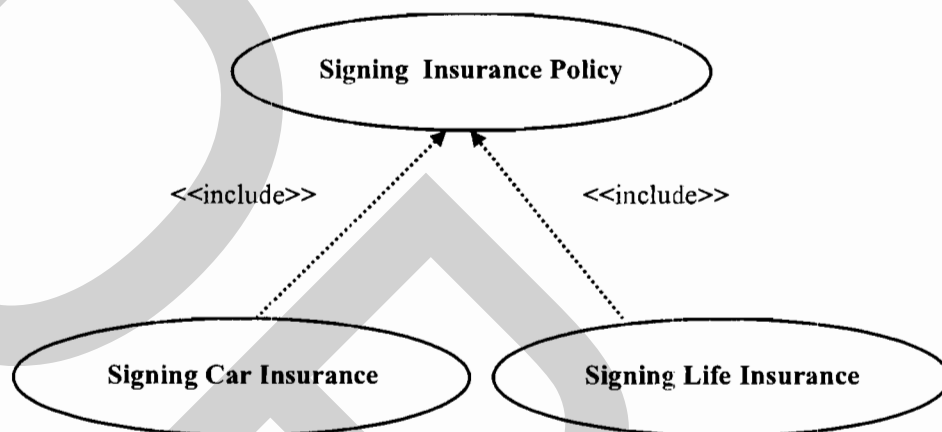 Signing Insurance Policy
<<include>>
<<include>>
Signing Car Insurance
Signing Life Insurance